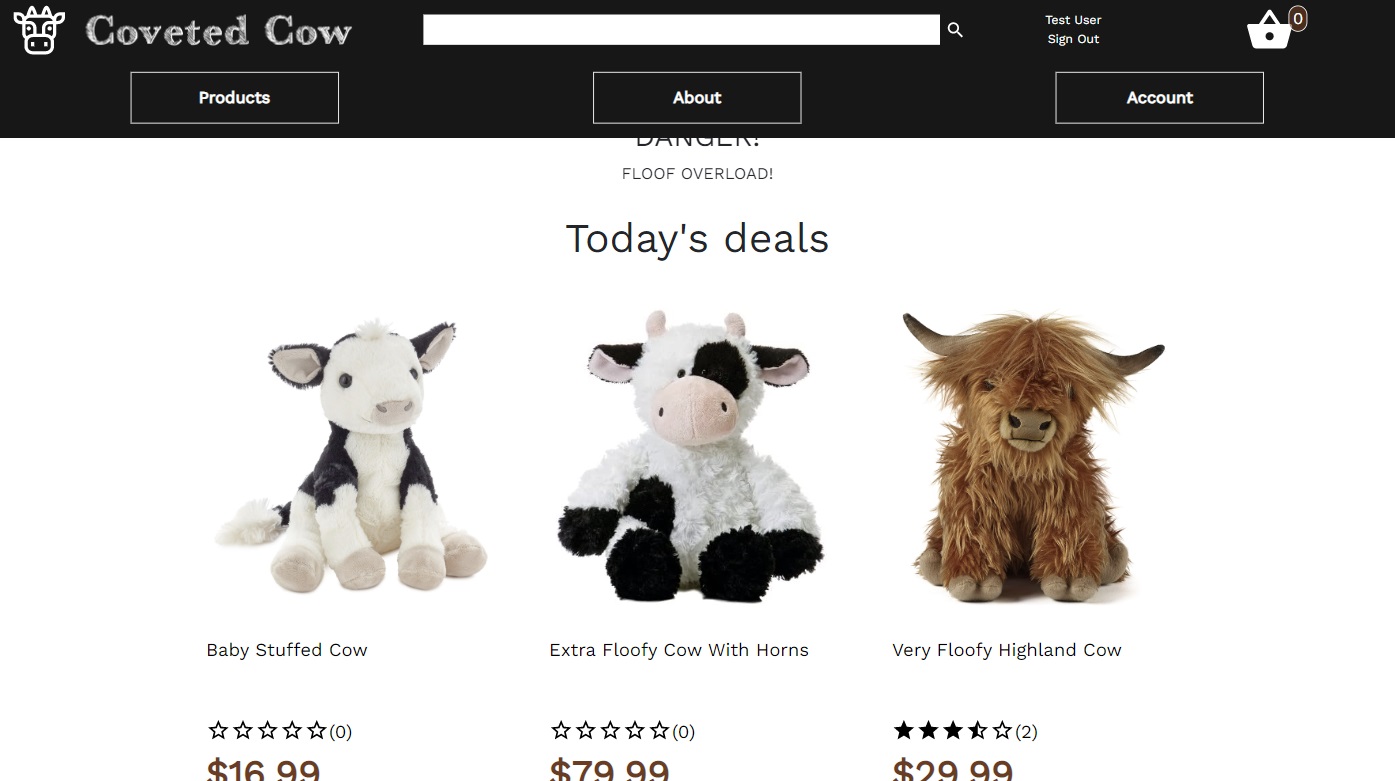 Coveted Cow
Test User
Sign Out
0
Products
About
Account
DANGER!
FLOOF OVERLOAD!
Today's deals
Baby Stuffed Cow
Extra Floofy Cow With Horns
Very Floofy Highland Cow
(0)
(0)
(2)
$16.99
$79.99
$29.99